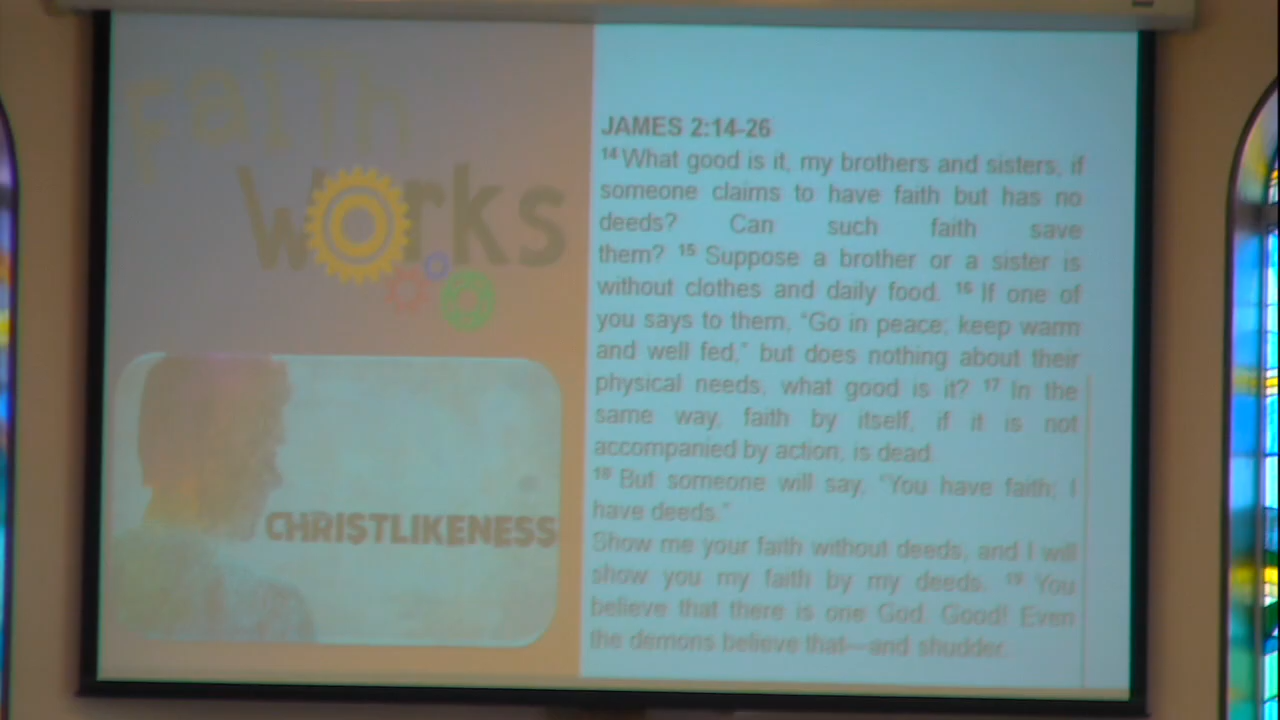 Faith
Works
CHRISTLIKENESS
JAMES 2:14-26
14 What good is it, my brothers and sisters, if
someone claims to have faith but has no
deeds? Can such faith save
them? 15 Suppose a brother or a sister is
without clothes and daily food. 16 If one of
you says to them, "Go in peace; keep warm
and well fed," but does nothing about their
physical needs, what good is it? 17 In the
same way, faith by itself, if it is not
accompanied by action, is dead.
18 But someone will say, "You have faith; I
have deeds."
Show me your faith without deeds, and I will
show you my faith by my deeds. 19 You
believe that there is one God. Good! Even
the demons believe that—and shudder.